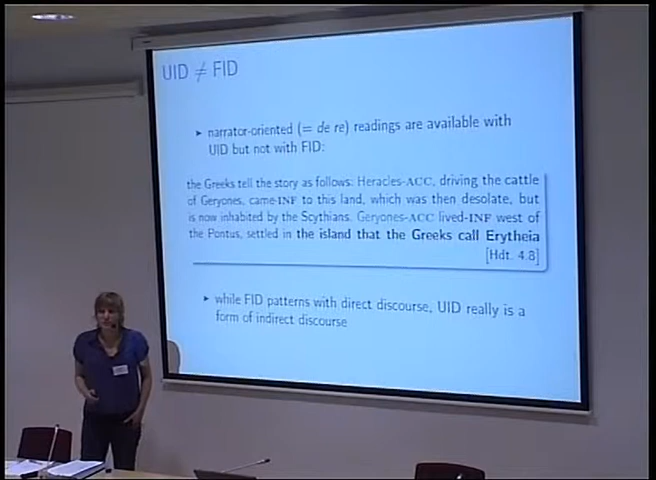 UID ≠ FID
▸ narrator-oriented (= de re) readings are available with
UID but not with FID:
the Greeks tell the story as follows: Heracles-ACC, driving the cattle
of Geryones, came-INF to this land, which was then desolate, but
is now inhabited by the Scythians. Geryones-ACC lived-INF west of
the Pontus, settled in the island that the Greeks call Erytheia
[Hdt. 4.8]
▸ while FID patterns with direct discourse, UID really is a
form of indirect discourse